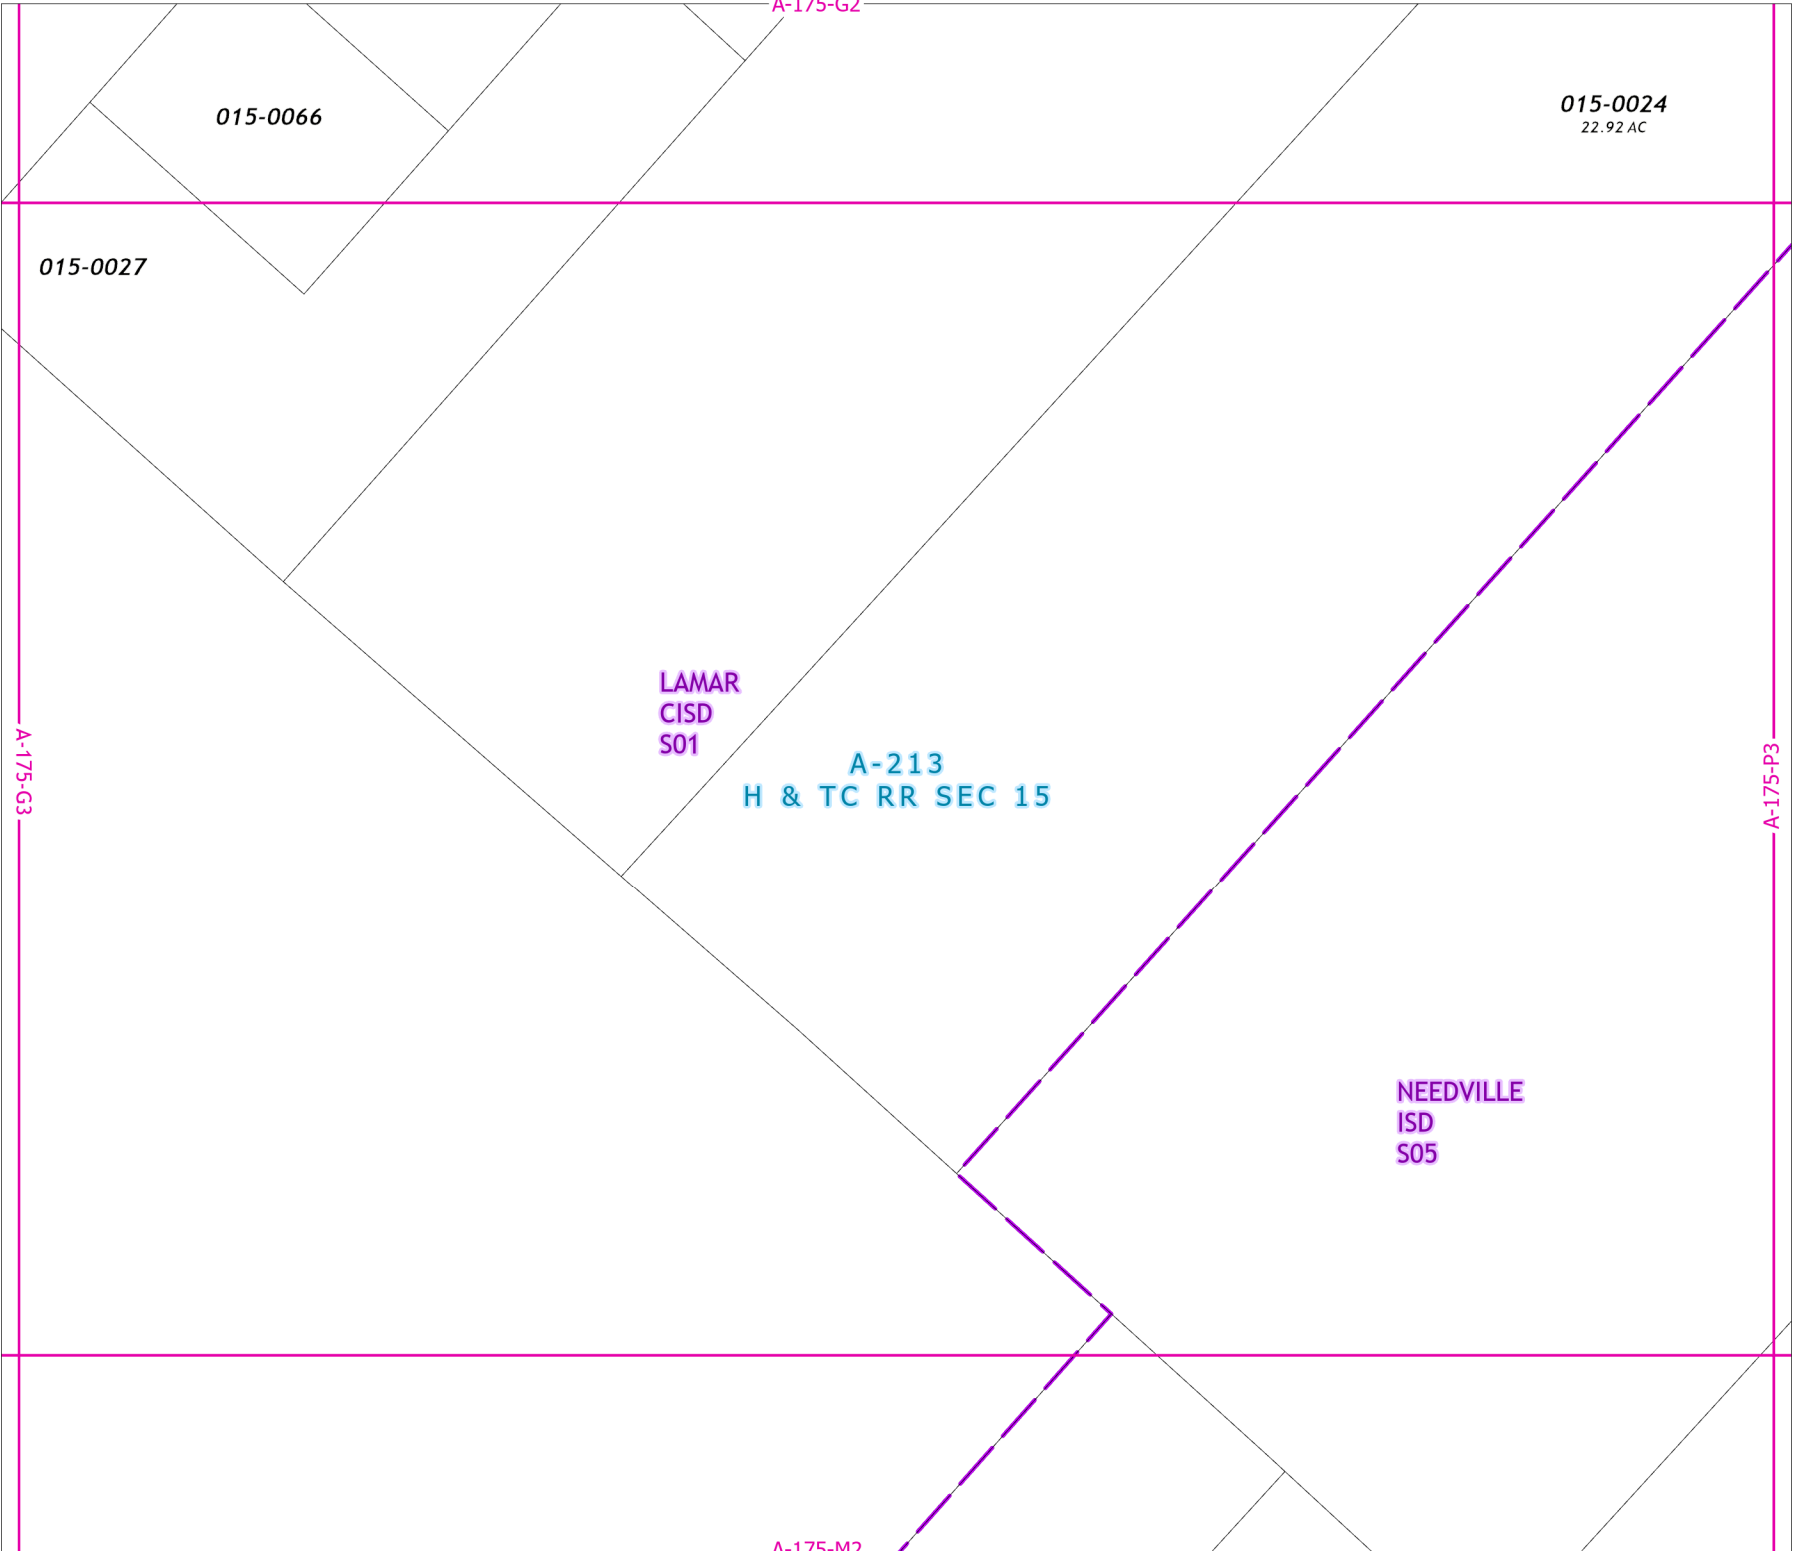 A-175-G2
015-0066
015-0024
22.92 AC
015-0027
LAMAR
CISD
S01
A-213
H & TC RR SEC 15
A-175-G3
A-175-P3
NEEDVILLE
ISD
S05
A-175-M2